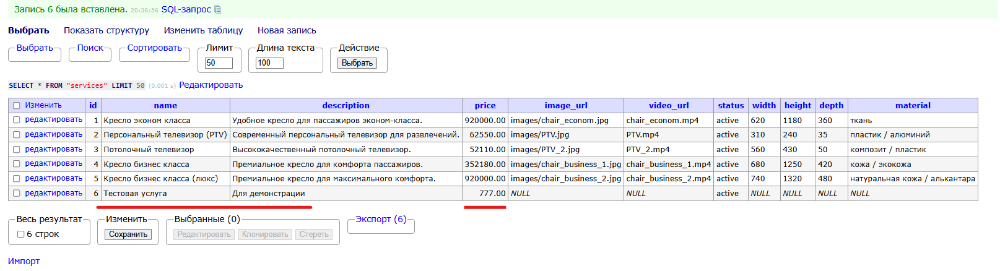 Запись 6 была вставлена. 20:36:56 SQL-запрос
Выбрать Показать структуру Изменить таблицу Новая запись
Выбрать Поиск Сортировать Лимит Длина текста Действие
50 100 Выбрать
SELECT * FROM "services" LIMIT 50 (0.001 s) Редактировать
Изменить id name description price image_url video_url status width height depth material
редактировать 1 Кресло эконом класса Удобное кресло для пассажиров эконом-класса. 920000.00 images/chair_econom.jpg chair_econom.mp4 active 620 1180 360 ткань
редактировать 2 Персональный телевизор (PTV) Современный персональный телевизор для развлечений. 62550.00 images/PTV.jpg PTV.mp4 active 310 240 35 пластик / алюминий
редактировать 3 Потолочный телевизор Высококачественный потолочный телевизор. 52110.00 images/PTV_2.jpg PTV_2.mp4 active 560 430 50 композит / пластик
редактировать 4 Кресло бизнес класса Премиальное кресло для комфорта пассажиров. 352180.00 images/chair_business_1.jpg chair_business_1.mp4 active 680 1250 420 кожа / экокожа
редактировать 5 Кресло бизнес класса (люкс) Премиальное кресло для максимального комфорта. 920000.00 images/chair_business_2.jpg chair_business_2.mp4 active 740 1320 480 натуральная кожа / алькантара
редактировать 6 Тестовая услуга Для демонстрации 777.00 NULL NULL active NULL NULL NULL NULL
Весь результат Изменить Выбранные (0) Экспорт (6)
6 строк Сохранить Редактировать Клонировать Стереть
Импорт